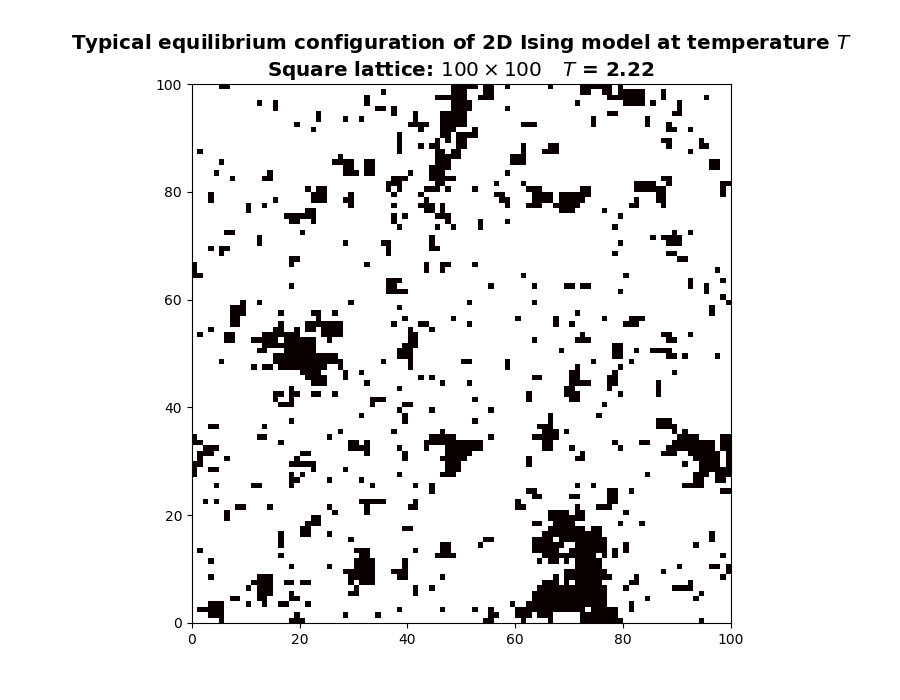 Typical equilibrium configuration of 2D Ising model at temperature T
Square lattice: 100 × 100 T = 2.22
100
80
60
40
20
0
0 20 40 60 80 100